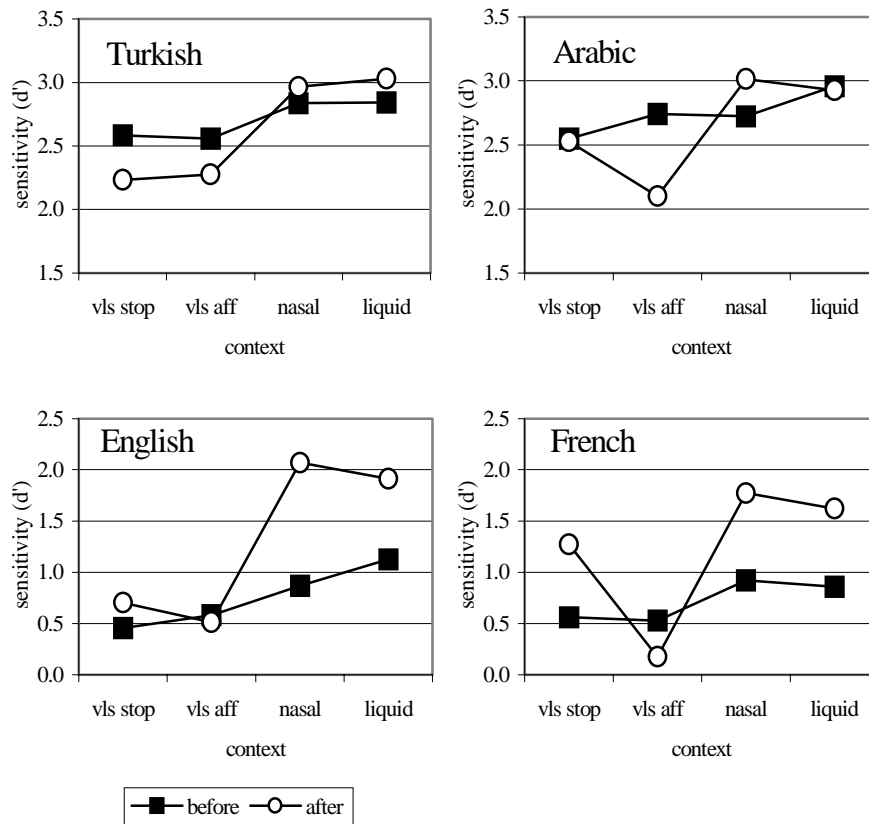 Turkish
sensitivity (d')
3.5
3.0
2.5
2.0
1.5
vls stop vls aff nasal liquid
context
Arabic
sensitivity (d')
3.5
3.0
2.5
2.0
1.5
vls stop vls aff nasal liquid
context
English
sensitivity (d')
2.5
2.0
1.5
1.0
0.5
0.0
vls stop vls aff nasal liquid
context
French
sensitivity (d')
2.5
2.0
1.5
1.0
0.5
0.0
vls stop vls aff nasal liquid
context
before after